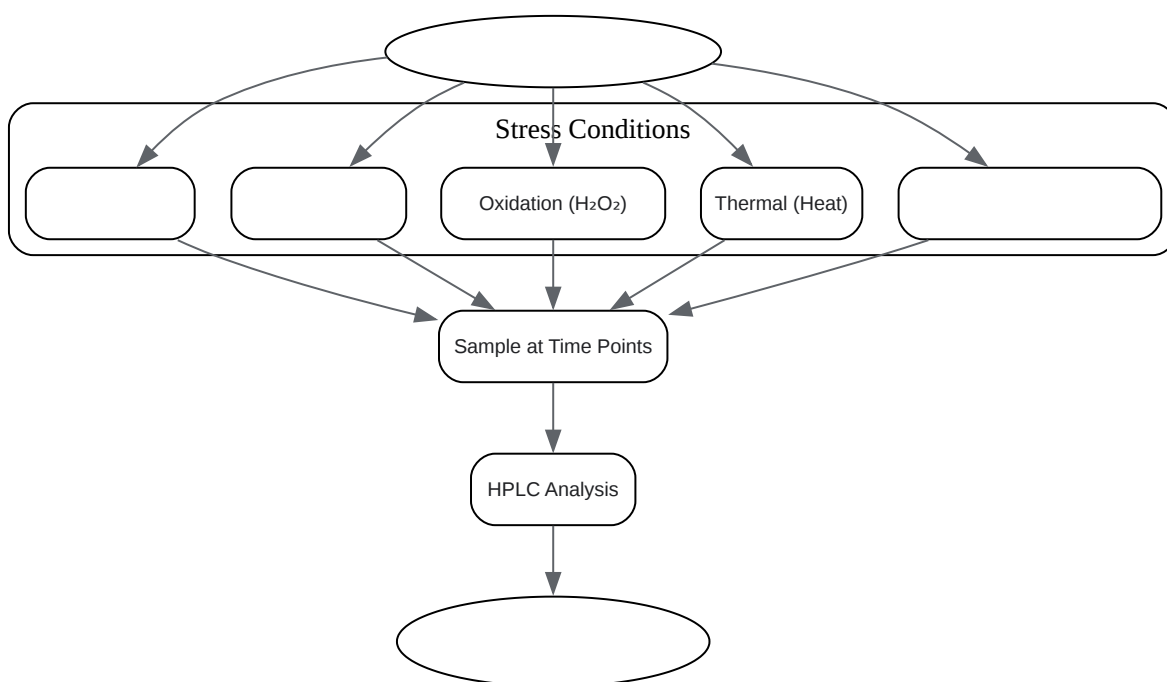 Stress Conditions
Oxidation (H₂O₂)
Thermal (Heat)
Sample at Time Points
HPLC Analysis